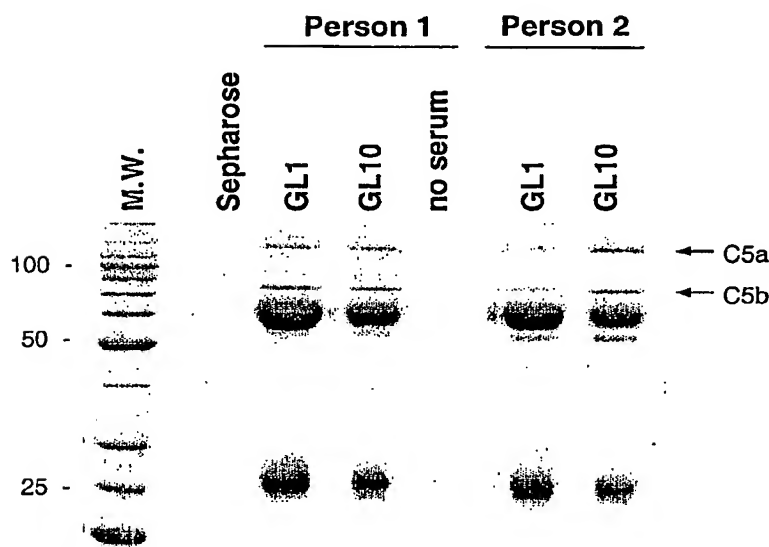 Person 1
Person 2
M.W.
Sepharose
GL1
GL10
no serum
GL1
GL10
100 -
50 -
25 -
← C5a
← C5b